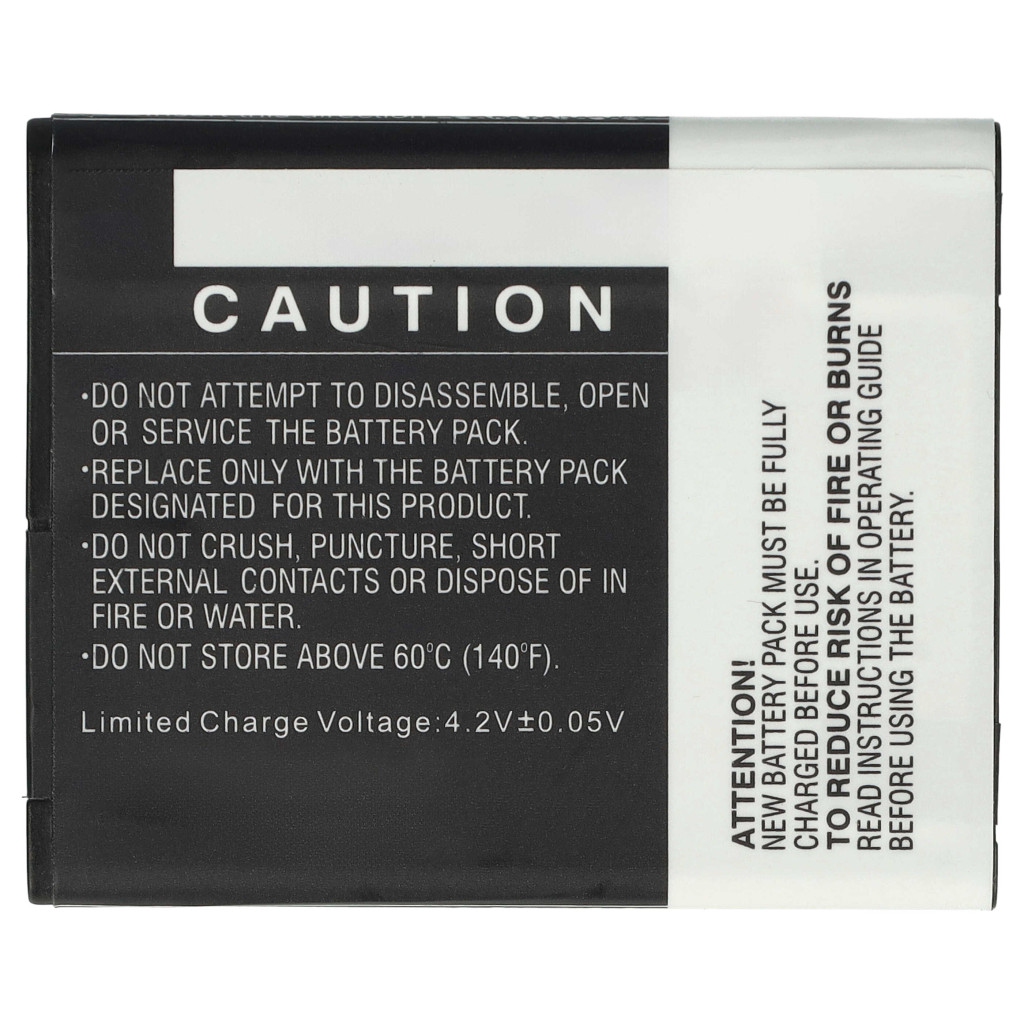 CAUTION
·DO NOT ATTEMPT TO DISASSEMBLE, OPEN
OR SERVICE THE BATTERY PACK.
·REPLACE ONLY WITH THE BATTERY PACK
DESIGNATED FOR THIS PRODUCT.
·DO NOT CRUSH, PUNCTURE, SHORT
EXTERNAL CONTACTS OR DISPOSE OF IN
FIRE OR WATER.
·DO NOT STORE ABOVE 60°C (140°F).
Limited Charge Voltage:4.2V±0.05V
ATTENTION!
NEW BATTERY PACK MUST BE FULLY
CHARGED BEFORE USE.
TO REDUCE RISK OF FIRE OR BURNS
READ INSTRUCTIONS IN OPERATING GUIDE
BEFORE USING THE BATTERY.